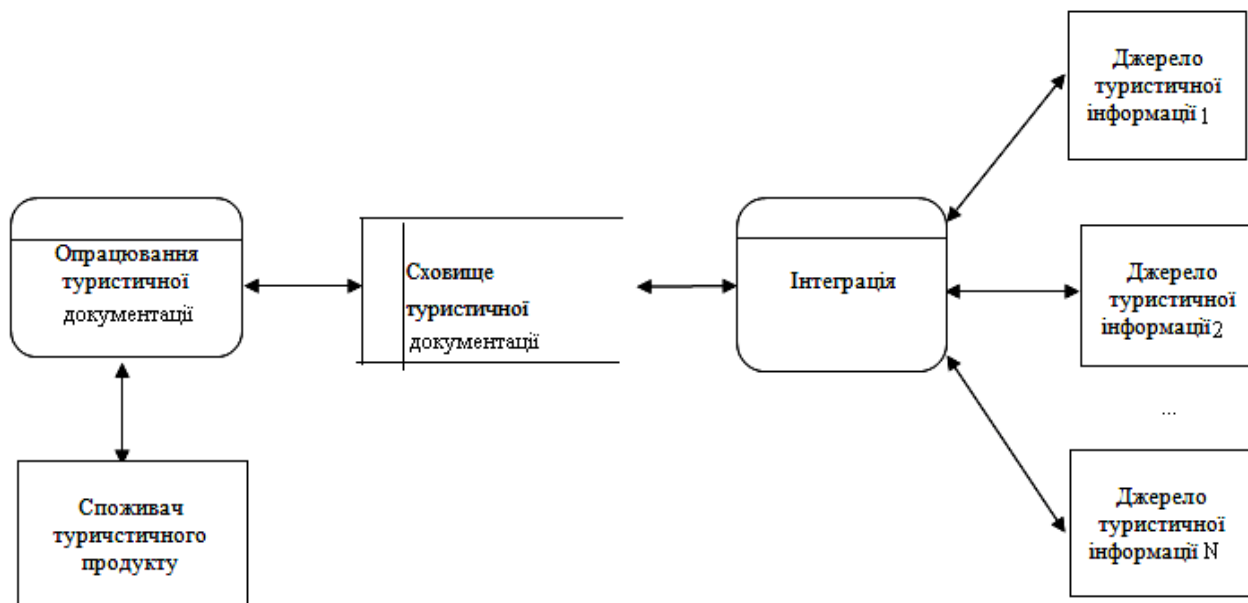 Опрацювання
туристичної
документації
Споживач
туричстичного
продукту
Сховище
туристичної
документації
Інтеграція
Джерело
туристичної
інформації 1
Джерело
туристичної
інформації 2
...
Джерело
туристичної
інформації N